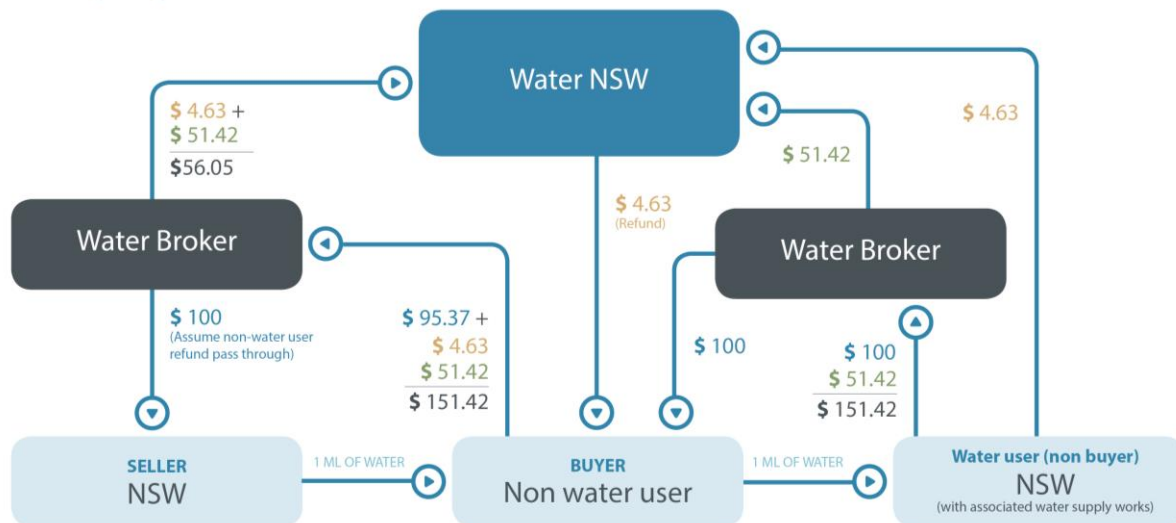 Water NSW
$ 4.63 +
$ 51.42
$56.05
$ 4.63
$ 51.42
$ 4.63
(Refund)
Water Broker
Water Broker
$ 100
(Assume non-water user
refund pass through)
$ 95.37 +
$ 4.63
$ 51.42
$ 151.42
$ 100
$ 100
$ 51.42
$ 151.42
SELLER
NSW
1 ML OF WATER
BUYER
Non water user
1 ML OF WATER
Water user (non buyer)
NSW
(with associated water supply works)